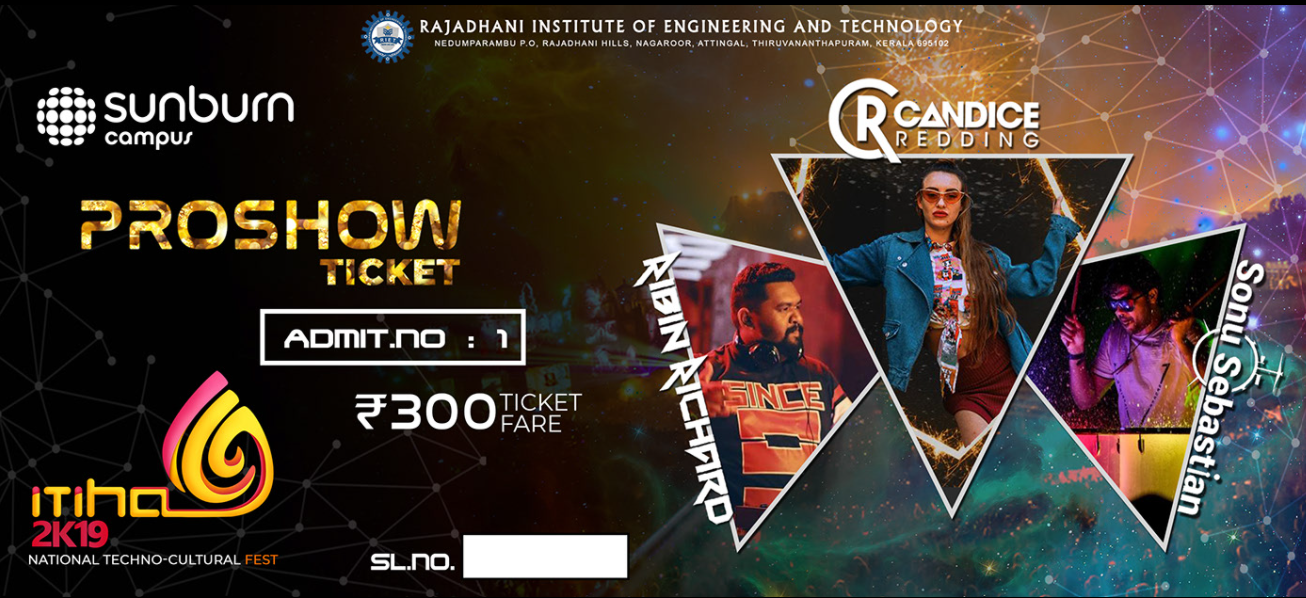 RAJADHANI INSTITUTE OF ENGINEERING AND TECHNOLOGY
NEDUMPARAMBU P.O, RAJADHANI HILLS, NAGAROOR, ATTINGAL, THIRUVANANTHAPURAM, KERALA 695102
sunburn
campus
CR CANDICE
REDDING
PROSHOW
TICKET
ADMIT.NO : 1
₹300 TICKET
FARE
RIBIN RICHARD
SINCE
Sonu Sebastian
iTiha
2K19
NATIONAL TECHNO-CULTURAL FEST
SL.NO.